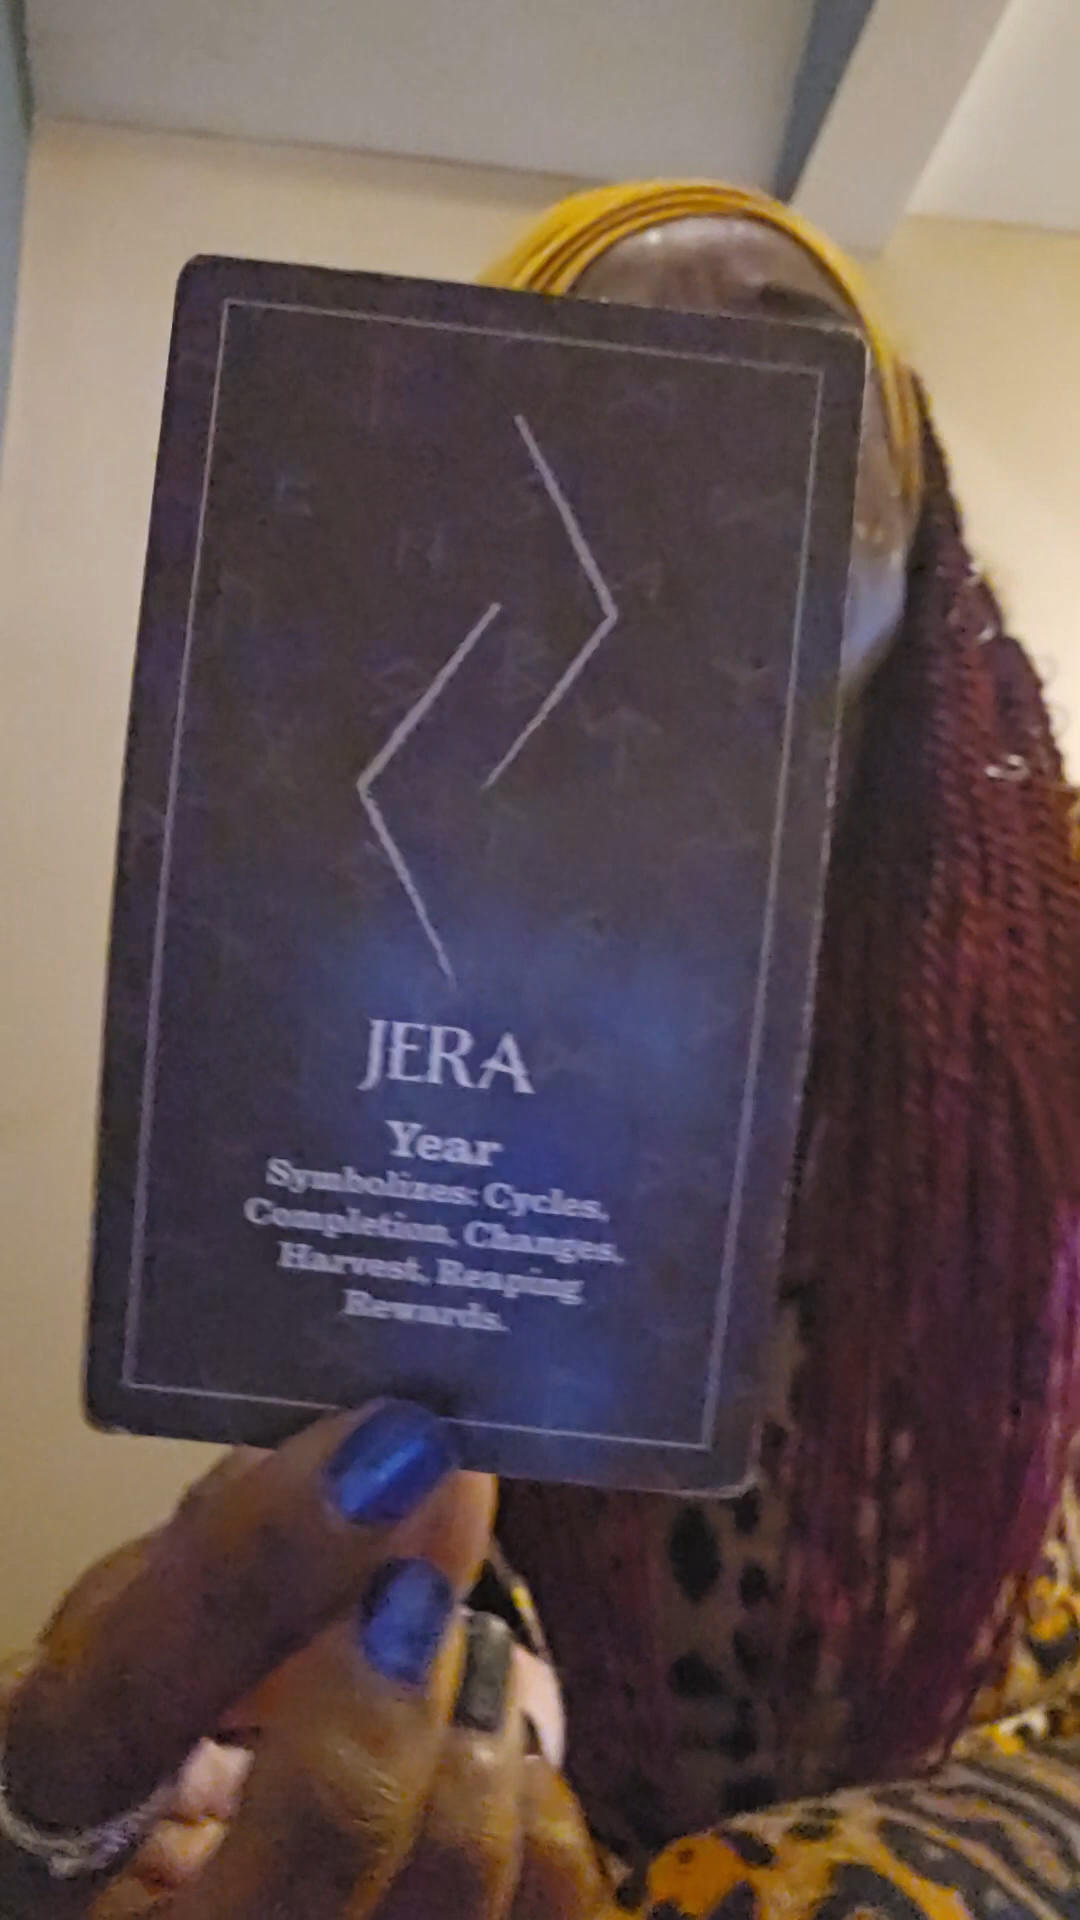 JERA
Year
Symbolizes: Cycles,
Completion, Changes,
Harvest, Reaping
Rewards.